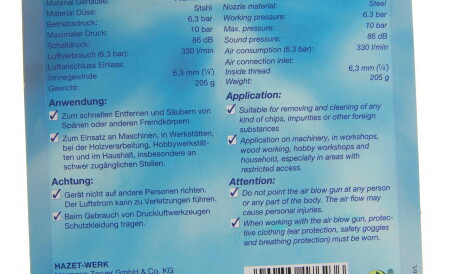 Material Gehäuse:
Material Düse: Stahl
Betriebsdruck: 6,3 bar
Maximaler Druck: 10 bar
Schalldruck: 86 dB
Luftverbrauch (6.3 bar): 330 l/min
Luftanschluss Einlass:
Innnegewinde 6,3 mm (¼")
Gewicht: 205 g
Anwendung:
Zum schnellen Entfernen und Säubern von
Spänen oder anderen Fremdkörpern
Zum Einsatz an Maschinen, in Werkstätten,
bei der Holzverarbeitung, Hobbywerkstät-
ten und im Haushalt, insbesondere an
schwer zugänglichen Stellen.
Achtung:
Gerät nicht auf andere Personen richten.
Der Luftstrom kann zu Verletzungen führen.
Beim Gebrauch von Druckluftwerkzeugen
Schutzkleidung tragen.
HAZET-WERK
GmbH & Co. KG
Nozzle material: Steel
Working pressure: 6,3 bar
Max. pressure: 10 bar
Sound pressure: 86 dB
Air consumption (6.3 bar): 330 l/min
Air connection inlet:
Inside thread 6,3 mm (¼")
Weight: 205 g
Application:
Suitable for removing and cleaning of any
kind of chips, impurities or other foreign
substances
Application on machinery, in workshops,
wood working, hobby workshops and
household, especially in areas with
restricted access.
Attention:
Do not point the air blow gun at any person
or any part of the body. The air flow may
cause personal injuries.
When working with the air blow gun, protec-
tive clothing (ear protection, safety goggles
and breathing protection) must be worn.